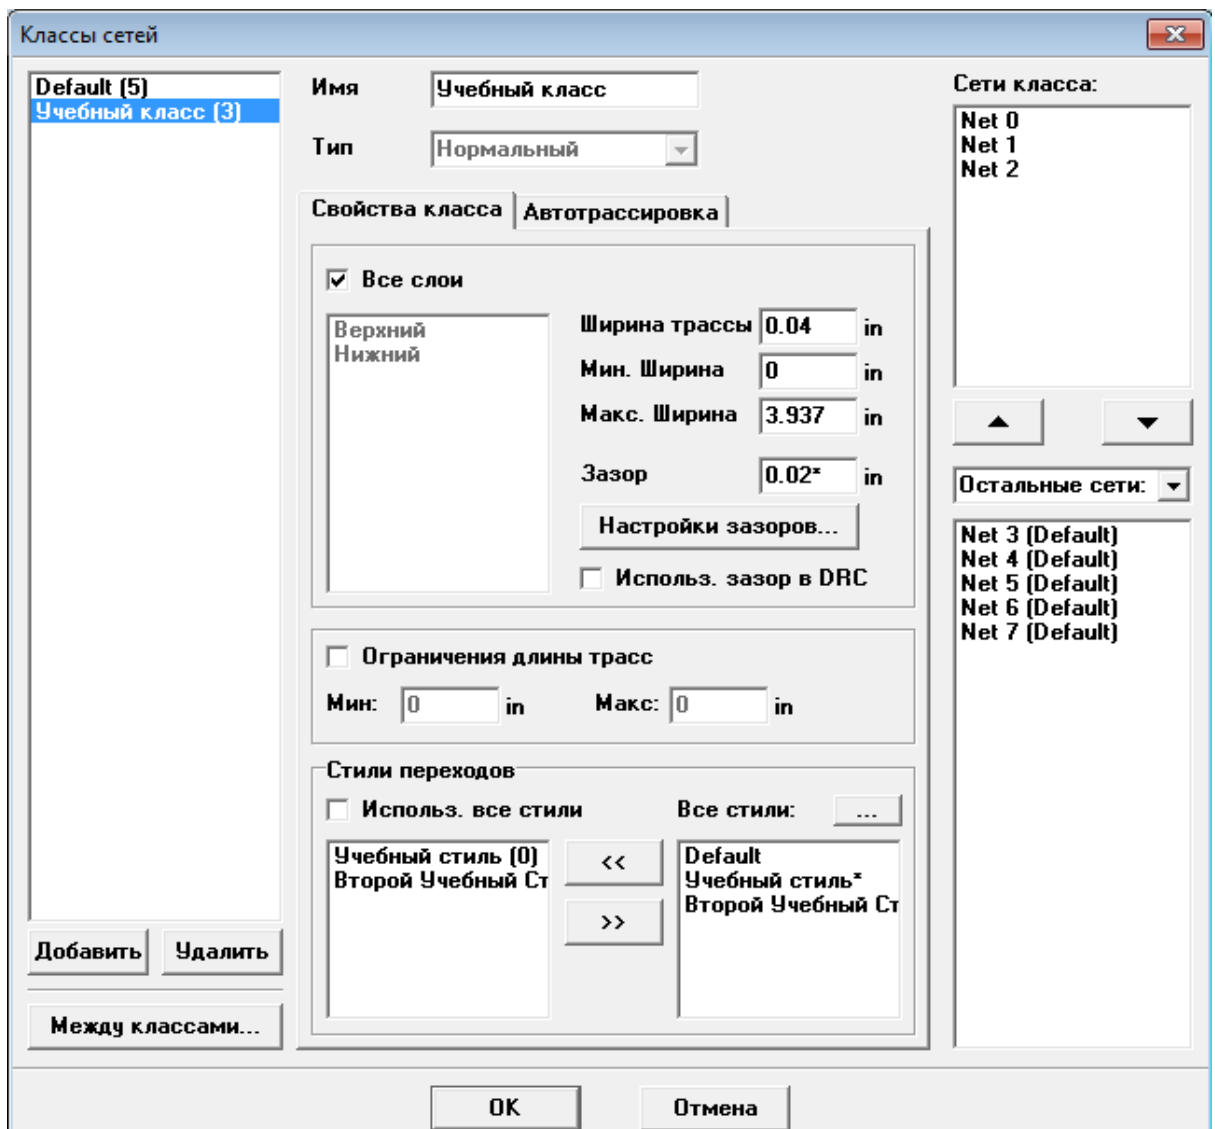 Классы сетей
Default (5)
Учебный класс (3)
Добавить
Удалить
Между классами...
Имя
Учебный класс
Тип
Нормальный
Свойства класса
Автотрассировка
Все слои
Верхний
Нижний
Ширина трассы 0.04 in
Мин. Ширина 0 in
Макс. Ширина 3.937 in
Зазор 0.02* in
Настройки зазоров...
Использ. зазор в DRC
Ограничения длины трасс
Мин: 0 in Макс: 0 in
Стили переходов
Использ. все стили
Учебный стиль (0)
Второй Учебный Ст
<<
>>
Все стили: ...
Default
Учебный стиль*
Второй Учебный Ст
Сети класса:
Net 0
Net 1
Net 2
Остальные сети:
Net 3 (Default)
Net 4 (Default)
Net 5 (Default)
Net 6 (Default)
Net 7 (Default)
OK
Отмена